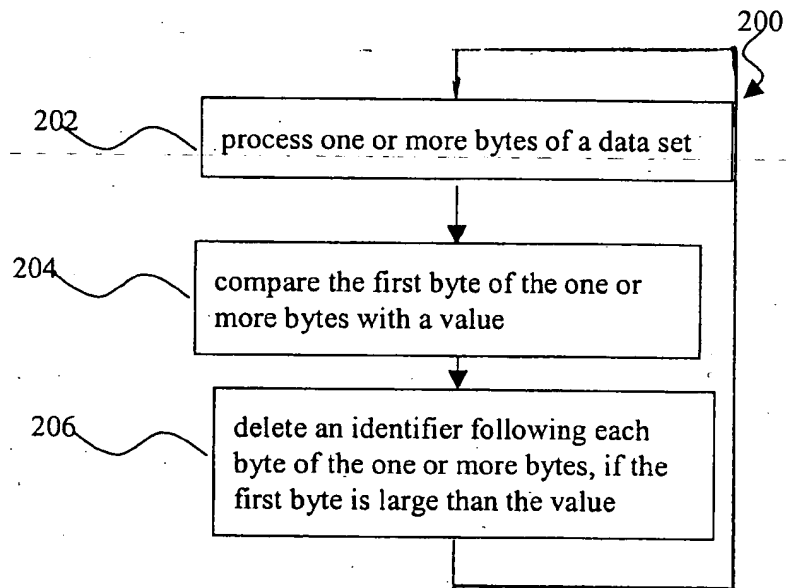 200
202
process one or more bytes of a data set
204
compare the first byte of the one or
more bytes with a value
206
delete an identifier following each
byte of the one or more bytes, if the
first byte is large than the value